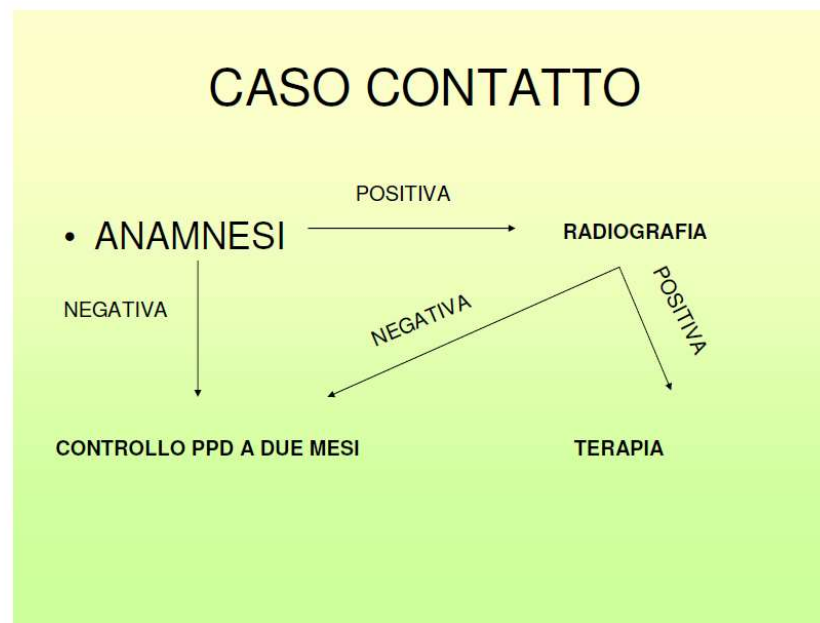 CASO CONTATTO
POSITIVA
• ANAMNESI
RADIOGRAFIA
NEGATIVA
NEGATIVA
POSITIVA
CONTROLLO PPD A DUE MESI
TERAPIA